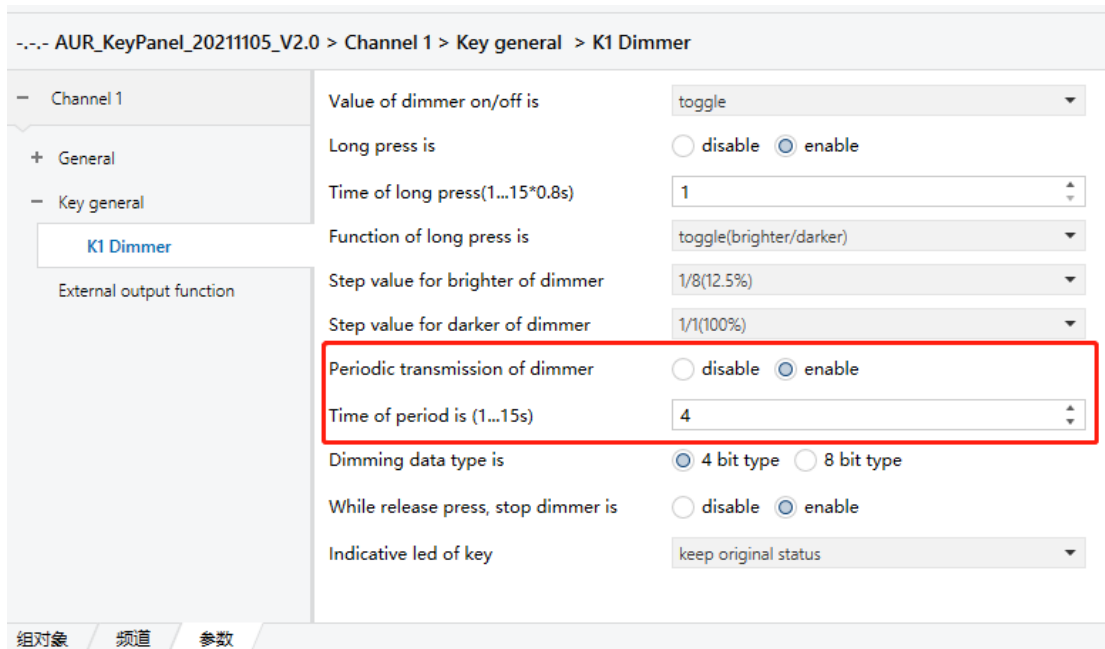 -.-.- AUR_KeyPanel_20211105_V2.0 > Channel 1 > Key general > K1 Dimmer
Channel 1
Value of dimmer on/off is toggle
Long press is disable enable
General
Time of long press(1...15*0.8s) 1
Key general
Function of long press is toggle(brighter/darker)
K1 Dimmer
Step value for brighter of dimmer 1/8(12.5%)
External output function
Step value for darker of dimmer 1/1(100%)
Periodic transmission of dimmer disable enable
Time of period is (1...15s) 4
Dimming data type is 4 bit type 8 bit type
While release press, stop dimmer is disable enable
Indicative led of key keep original status
组对象 频道 参数